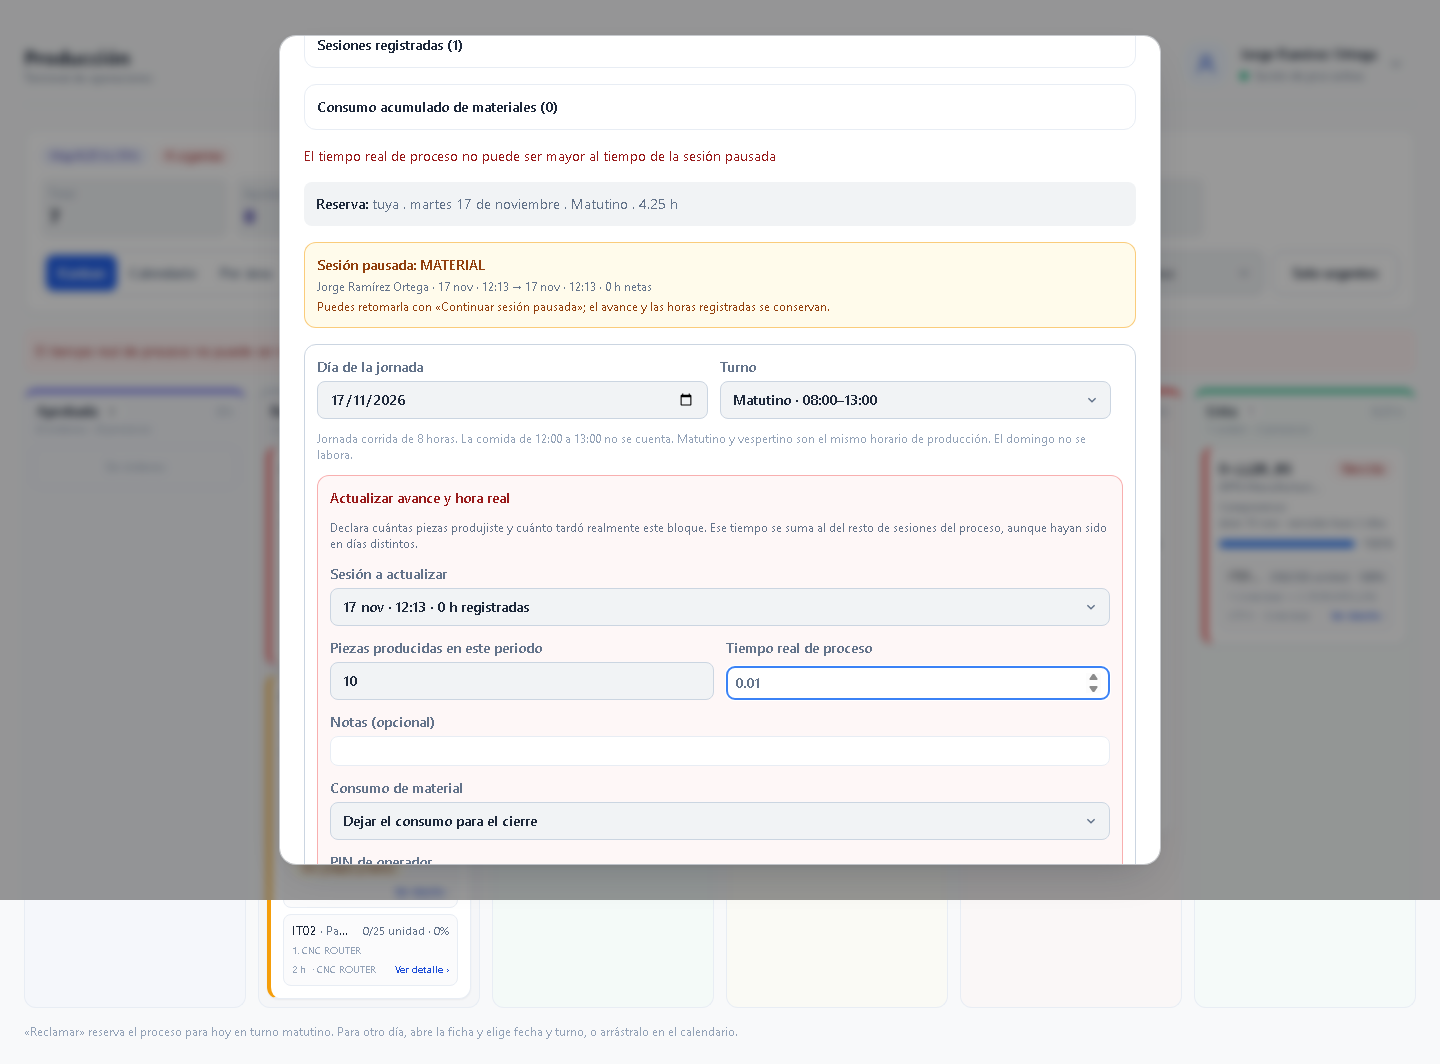 Producción
Jorge Ramírez Ortega
Sesiones registradas (1)
Consumo acumulado de materiales (0)
El tiempo real de proceso no puede ser mayor al tiempo de la sesión pausada
Reserva: tuya . martes 17 de noviembre . Matutino . 4.25 h
Sesión pausada: MATERIAL
Jorge Ramírez Ortega · 17 nov · 12:13 → 17 nov · 12:13 · 0 h netas
Puedes retomarla con «Continuar sesión pausada»; el avance y las horas registradas se conservan.
Día de la jornada
Turno
17/11/2026
Matutino · 08:00–13:00
Jornada corrida de 8 horas. La comida de 12:00 a 13:00 no se cuenta. Matutino y vespertino son el mismo horario de producción. El domingo no se
labora.
Actualizar avance y hora real
Declara cuántas piezas produjiste y cuánto tardó realmente este bloque. Ese tiempo se suma al del resto de sesiones del proceso, aunque hayan sido
en días distintos.
Sesión a actualizar
17 nov · 12:13 · 0 h registradas
Piezas producidas en este periodo
Tiempo real de proceso
10
0.01
Notas (opcional)
Consumo de material
Dejar el consumo para el cierre
PIN de operador
IT02 · Pa... 0/25 unidad · 0%
1. CNC ROUTER
2 h · CNC ROUTER Ver detalle ›
«Reclamar» reserva el proceso para hoy en turno matutino. Para otro día, abre la ficha y elige fecha y turno, o arrástralo en el calendario.